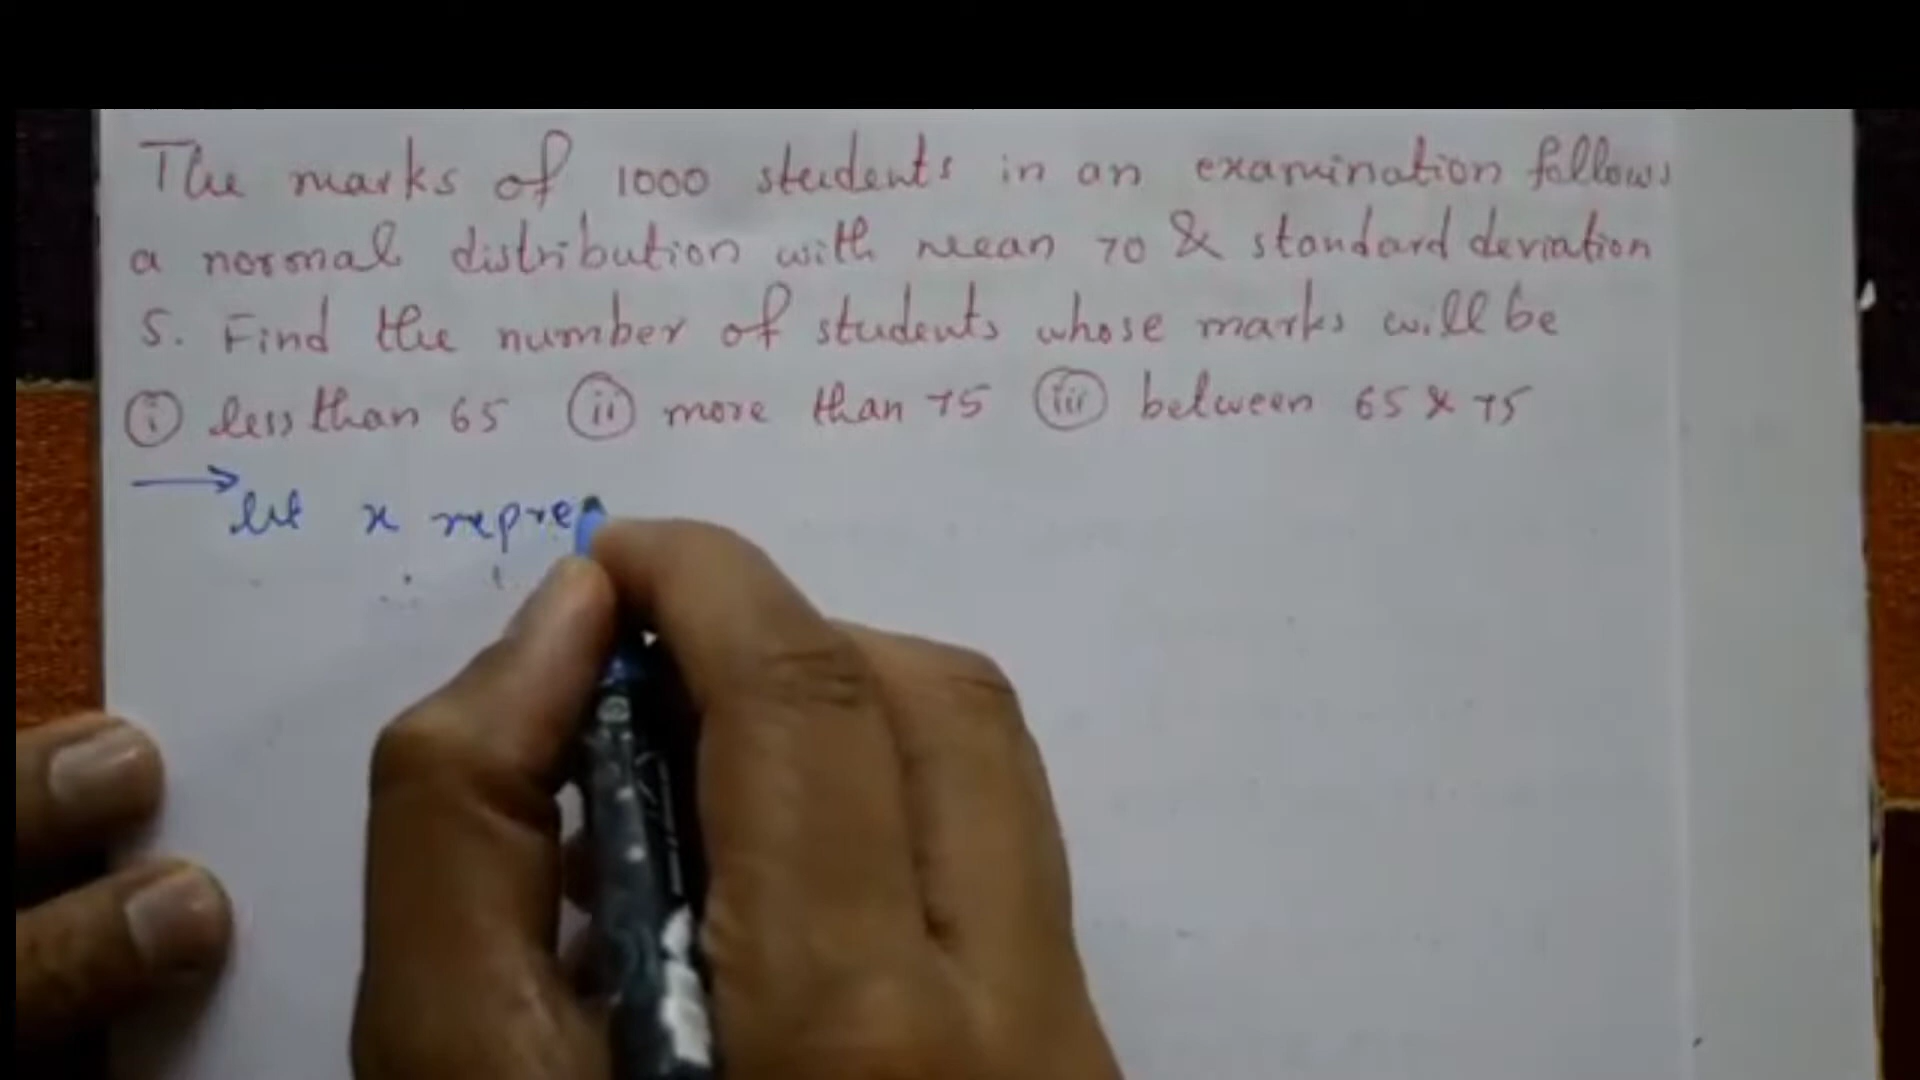 The marks of 1000 students in an examination follows
a normal distribution with mean 70 & standard deviation
5. Find the number of students whose marks will be
(i) less than 65 (ii) more than 75 (iii) between 65 & 75
→ let x repre